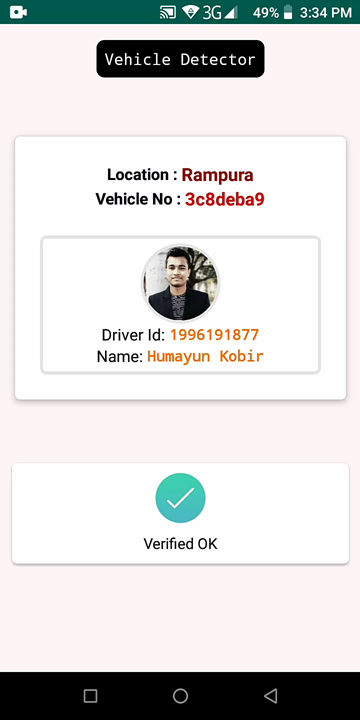 3G 49% 3:34 PM
Vehicle Detector
Location : Rampura
Vehicle No : 3c8deba9
Driver Id: 1996191877
Name: Humayun Kobir
Verified OK